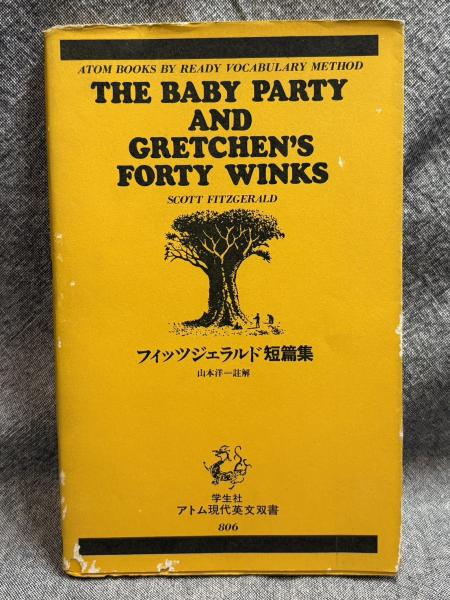 ATOM BOOKS BY READY VOCABULARY METHOD
THE BABY PARTY
AND
GRETCHEN'S
FORTY WINKS
SCOTT FITZGERALD
フィッツジェラルド短篇集
山本洋一註解
学生社
アトム現代英文双書
806